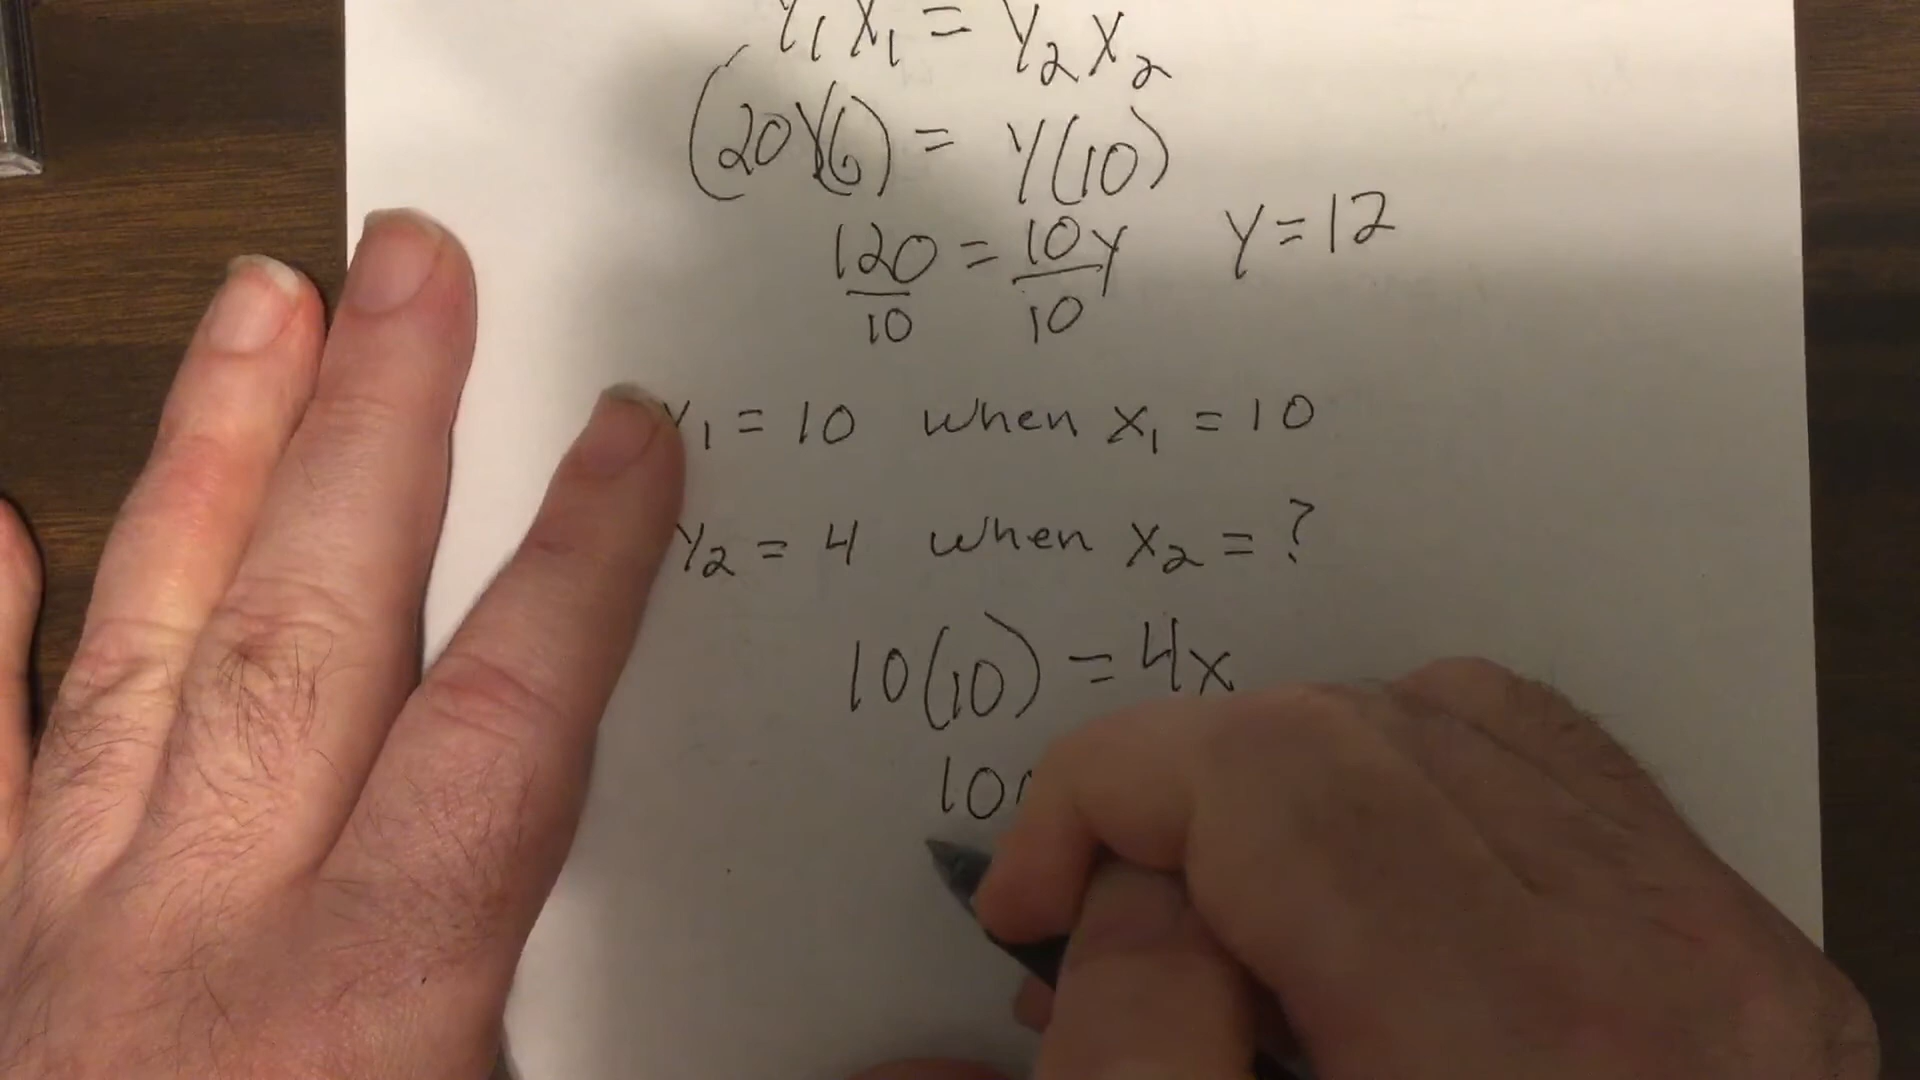 Y₁X₁ = Y₂X₂
(20)(6) = Y(10)
120 = 10Y Y = 12
10 10
Y₁ = 10 when X₁ = 10
Y₂ = 4 when X₂ = ?
10(10) = 4x
100